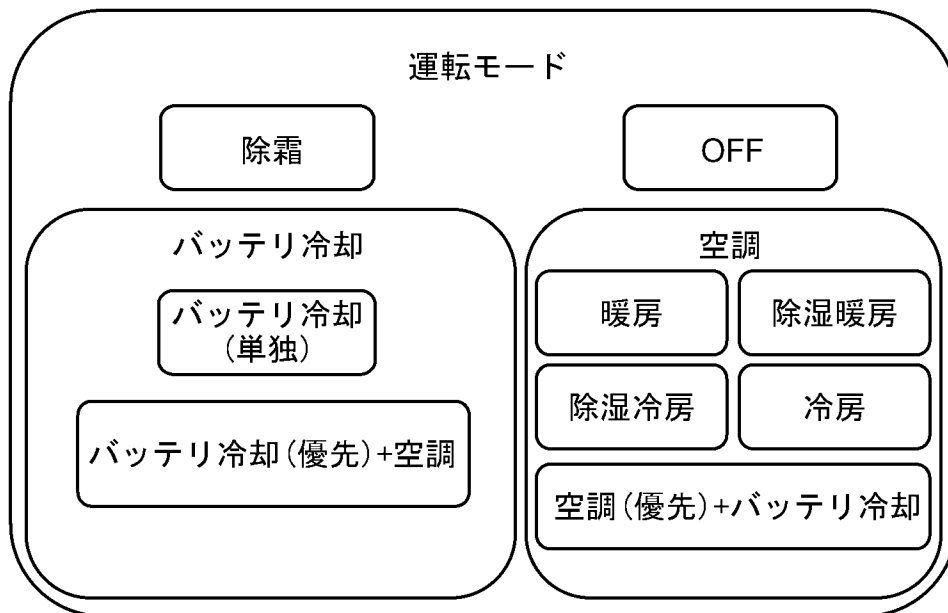 運転モード
除霜
OFF
バッテリ冷却
バッテリ冷却
(単独)
バッテリ冷却(優先)+空調
空調
暖房
除湿暖房
除湿冷房
冷房
空調(優先)+バッテリ冷却